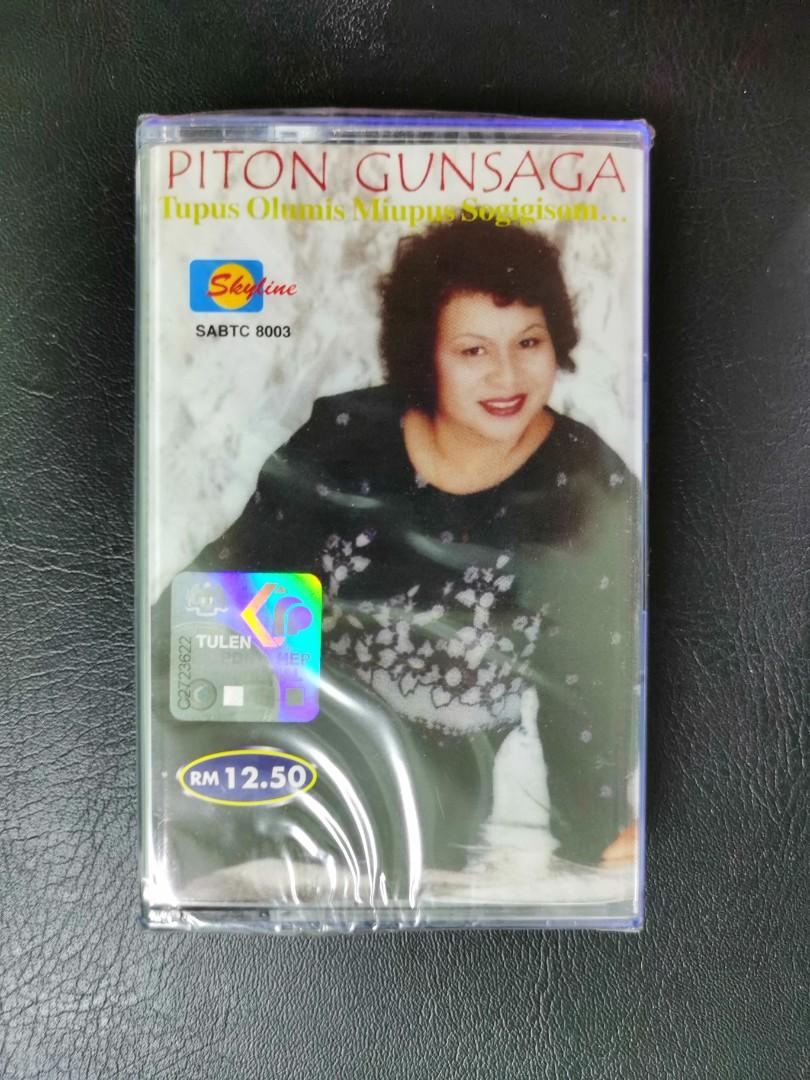 PITON GUNSAGA
Tupus Olumis Miupus Sogigisom...
Skyline
SABTC 8003
TULEN
C2723622
RM 12.50